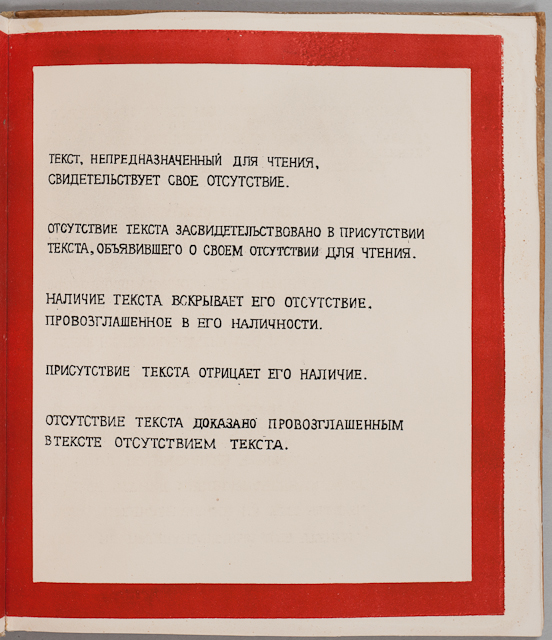 ТЕКСТ, НЕПРЕДНАЗНАЧЕННЫЙ ДЛЯ ЧТЕНИЯ,
СВИДЕТЕЛЬСТВУЕТ СВОЕ ОТСУТСТВИЕ.
ОТСУТСТВИЕ ТЕКСТА ЗАСВИДЕТЕЛЬСТВОВАНО В ПРИСУТСТВИИ
ТЕКСТА, ОБЪЯВИВШЕГО О СВОЕМ ОТСУТСТВИИ ДЛЯ ЧТЕНИЯ.
НАЛИЧИЕ ТЕКСТА ВСКРЫВАЕТ ЕГО ОТСУТСТВИЕ,
ПРОВОЗГЛАШЕННОЕ В ЕГО НАЛИЧНОСТИ.
ПРИСУТСТВИЕ ТЕКСТА ОТРИЦАЕТ ЕГО НАЛИЧИЕ.
ОТСУТСТВИЕ ТЕКСТА ДОКАЗАНО ПРОВОЗГЛАШЕННЫМ
В ТЕКСТЕ ОТСУТСТВИЕМ ТЕКСТА.